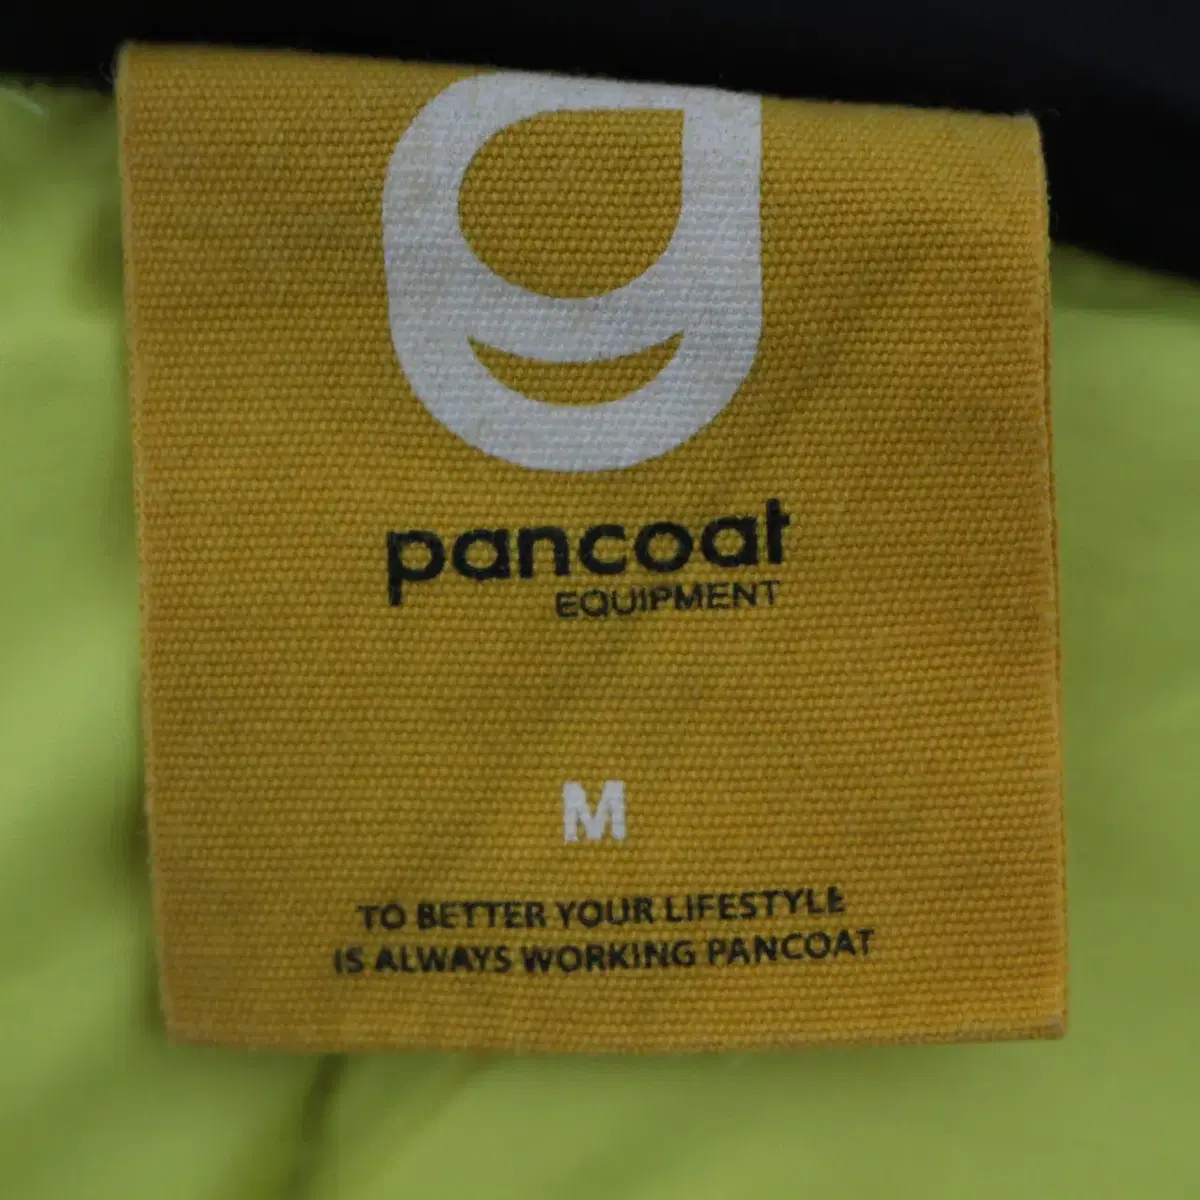 pancoat
EQUIPMENT
M
TO BETTER YOUR LIFESTYLE
IS ALWAYS WORKING PANCOAT